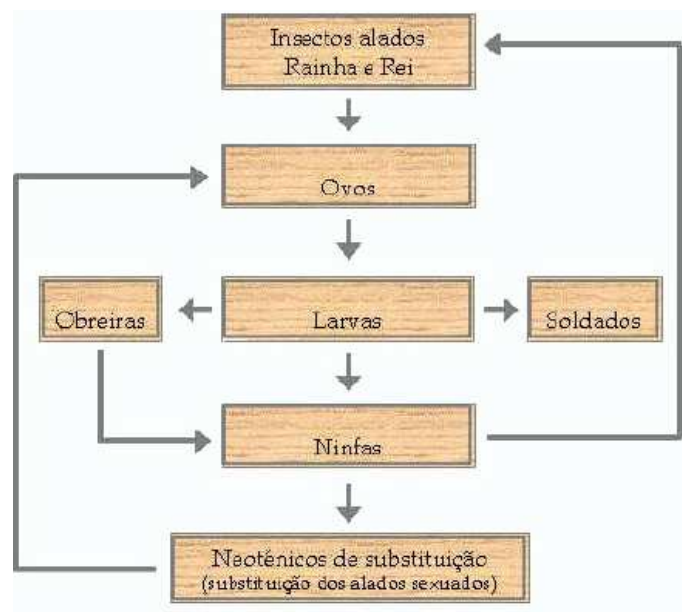 Insectos alados
Rainha e Rei
Ovos
Obreiras
Larvas
Soldados
Ninfas
Neoténicos de substituição
(substituição dos alados sexuados)